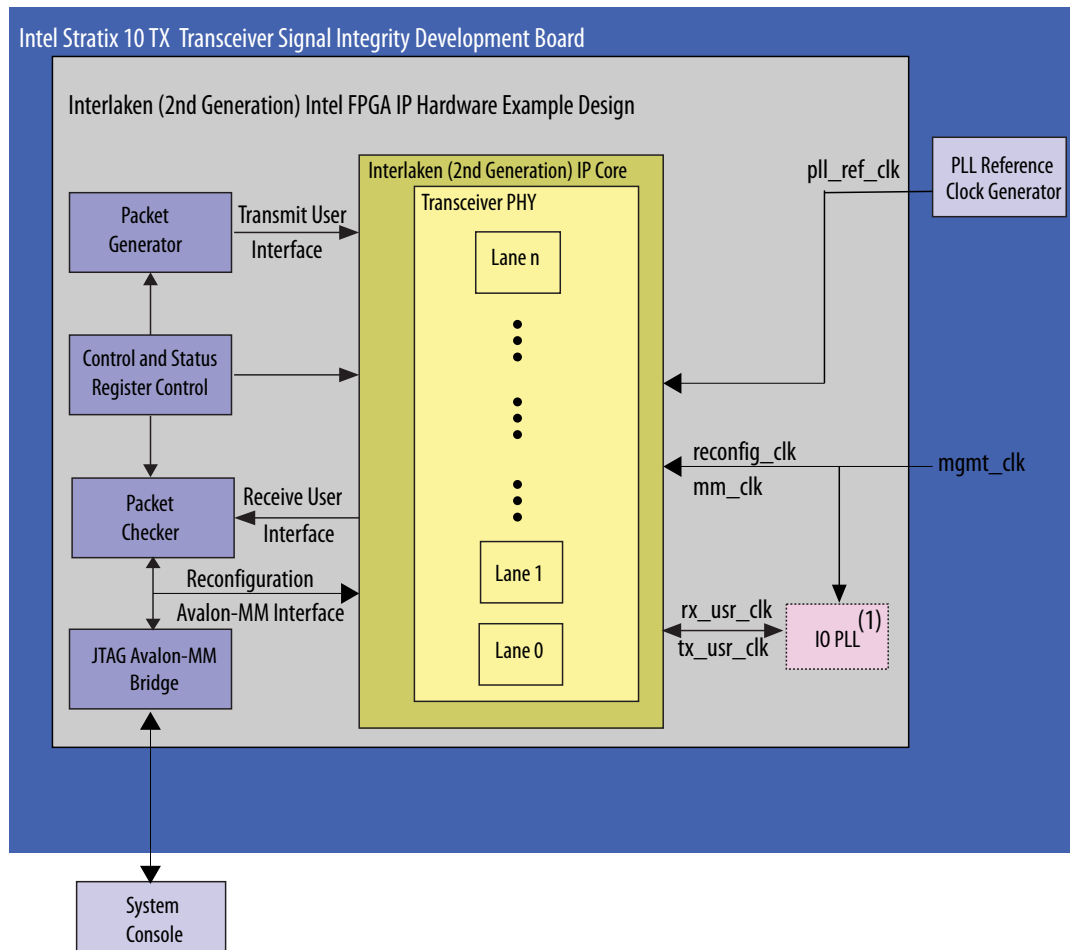 Intel Stratix 10 TX Transceiver Signal Integrity Development Board
Interlaken (2nd Generation) Intel FPGA IP Hardware Example Design
Interlaken (2nd Generation) IP Core
Transceiver PHY
Packet
Generator
Transmit User
Interface
Lane n
pll_ref_clk
PLL Reference
Clock Generator
Control and Status
Register Control
reconfig_clk
mm_clk
mgmt_clk
Packet
Checker
Receive User
Interface
Reconfiguration
Avalon-MM Interface
Lane 1
JTAG Avalon-MM
Bridge
Lane 0
rx_usr_clk
tx_usr_clk
IO PLL (1)
System
Console